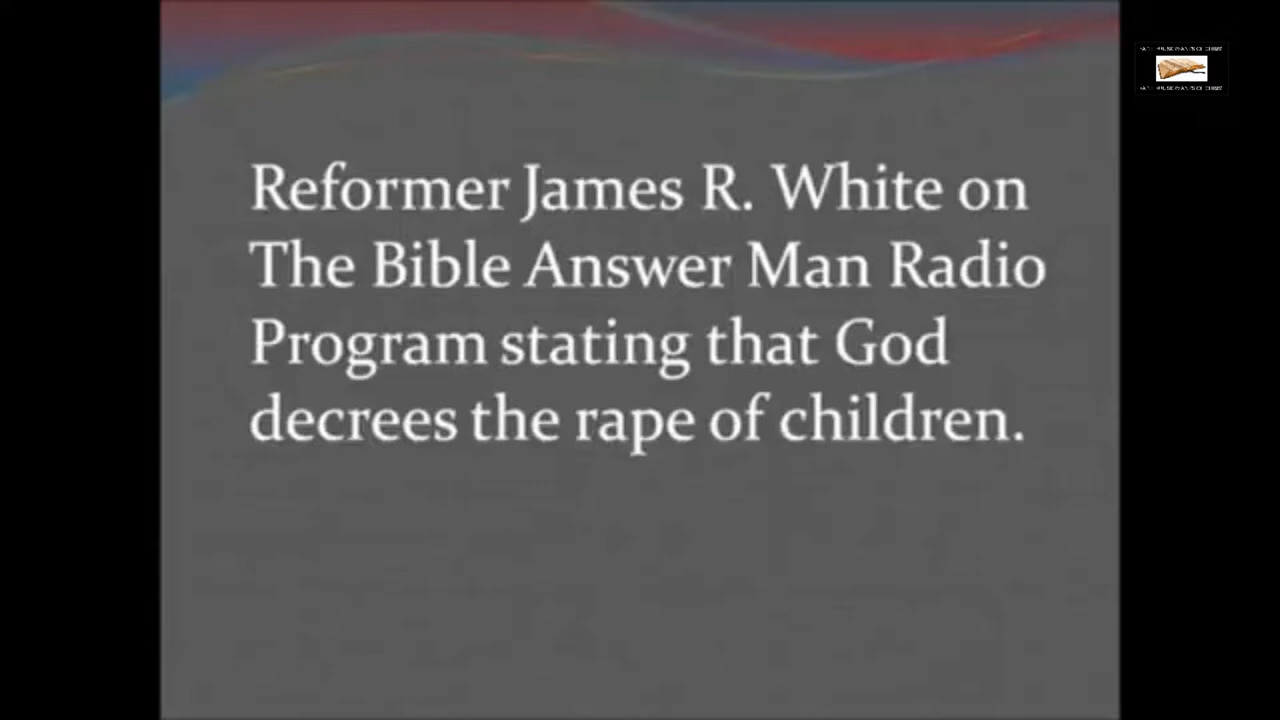 Reformer James R. White on
The Bible Answer Man Radio
Program stating that God
decrees the rape of children.